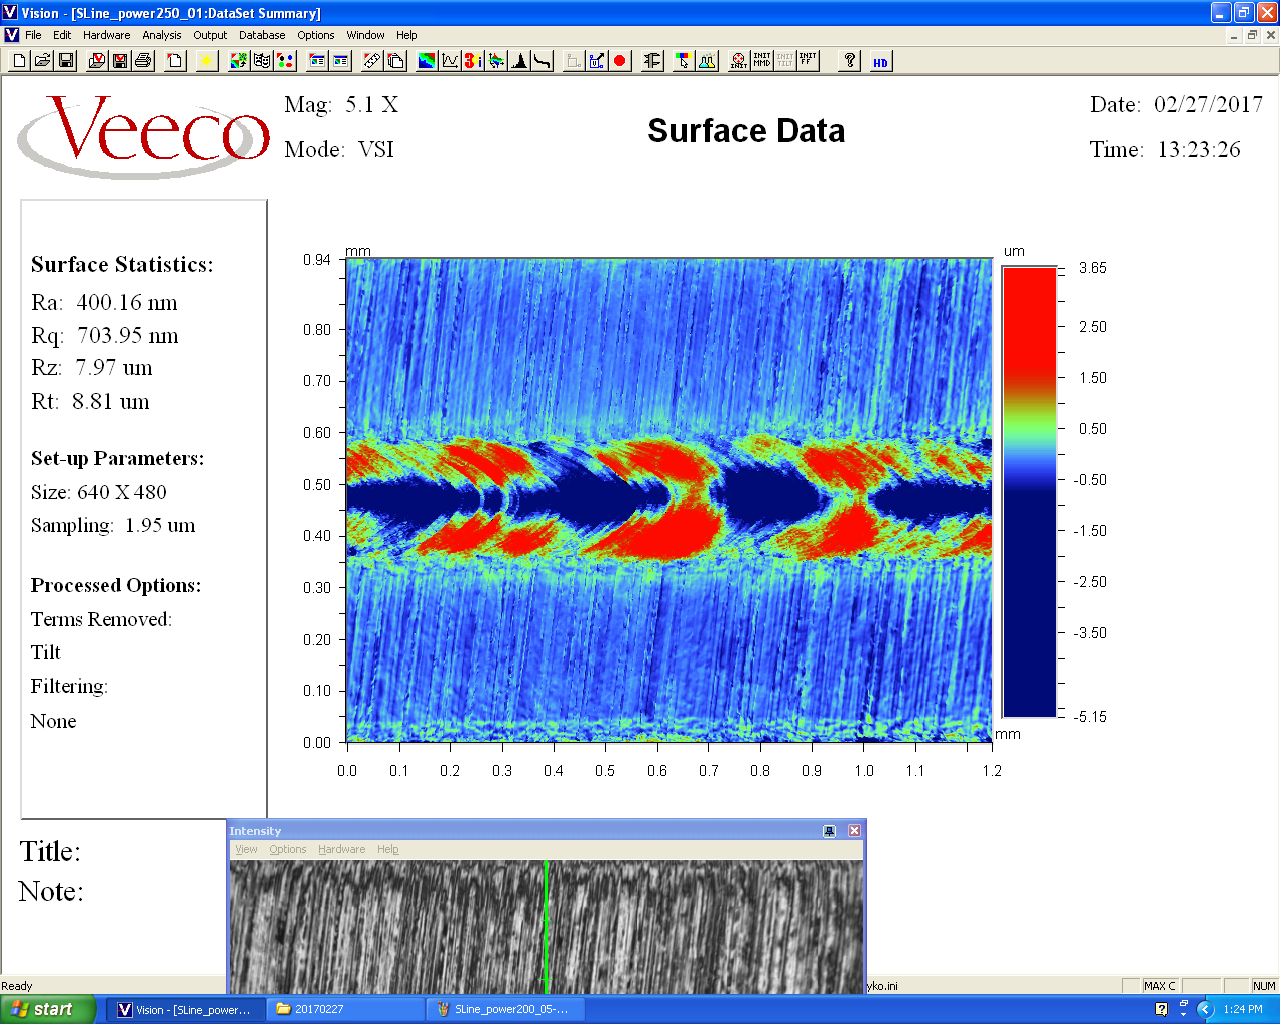 Vision - [SLine_power250_01:DataSet Summary]
File Edit Hardware Analysis Output Database Options Window Help
INIT INIT MMD INIT TILT INIT FF ? HD
Veeco
Mag: 5.1 X
Mode: VSI
Surface Data
Date: 02/27/2017
Time: 13:23:26
Surface Statistics:
Ra: 400.16 nm
Rq: 703.95 nm
Rz: 7.97 um
Rt: 8.81 um
Set-up Parameters:
Size: 640 X 480
Sampling: 1.95 um
Processed Options:
Terms Removed:
Tilt
Filtering:
None
mm
0.94
0.80
0.70
0.60
0.50
0.40
0.30
0.20
0.10
0.00
0.0 0.1 0.2 0.3 0.4 0.5 0.6 0.7 0.8 0.9 1.0 1.1 1.2
mm
um
3.65
2.50
1.50
0.50
-0.50
-1.50
-2.50
-3.50
-5.15
Title:
Note:
Intensity
View Options Hardware Help
Ready
yko.ini
MAX C
NUM
start
Vision - [SLine_power...
20170227
SLine_power200_05-...
1:24 PM